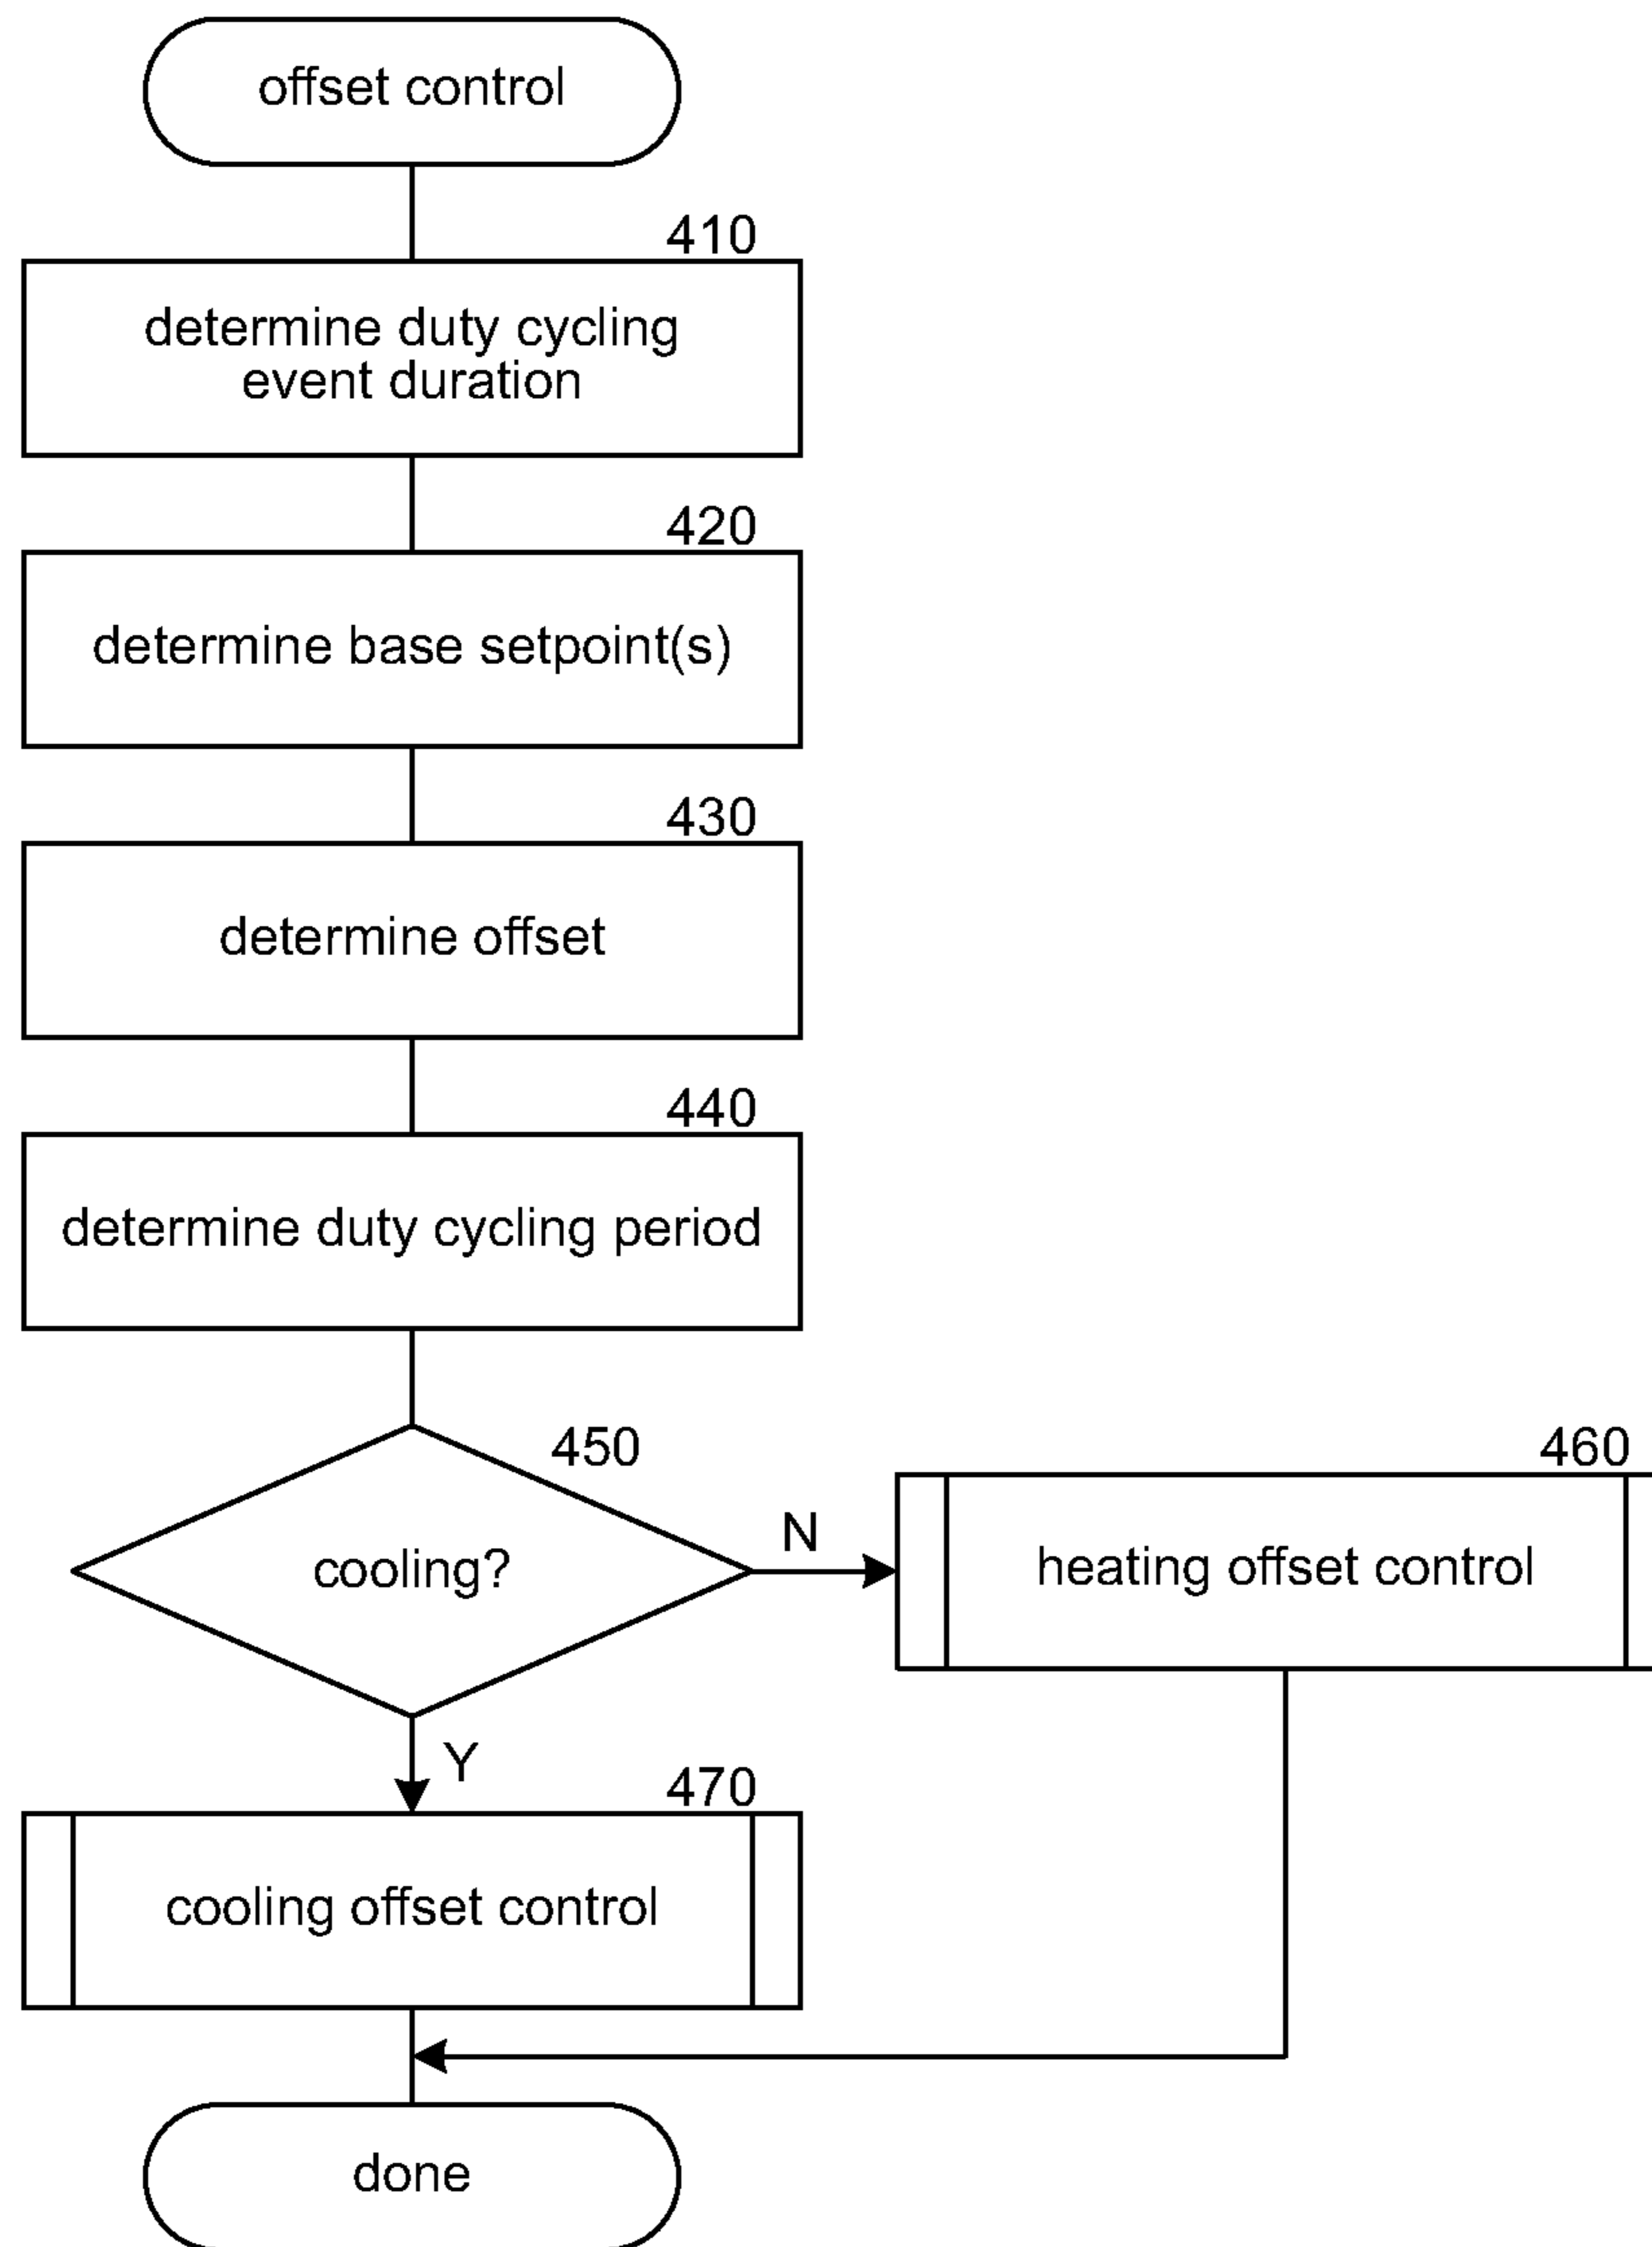 offset control
410
determine duty cycling
event duration
420
determine base setpoint(s)
430
determine offset
440
determine duty cycling period
450
cooling?
N
460
heating offset control
Y
470
cooling offset control
done